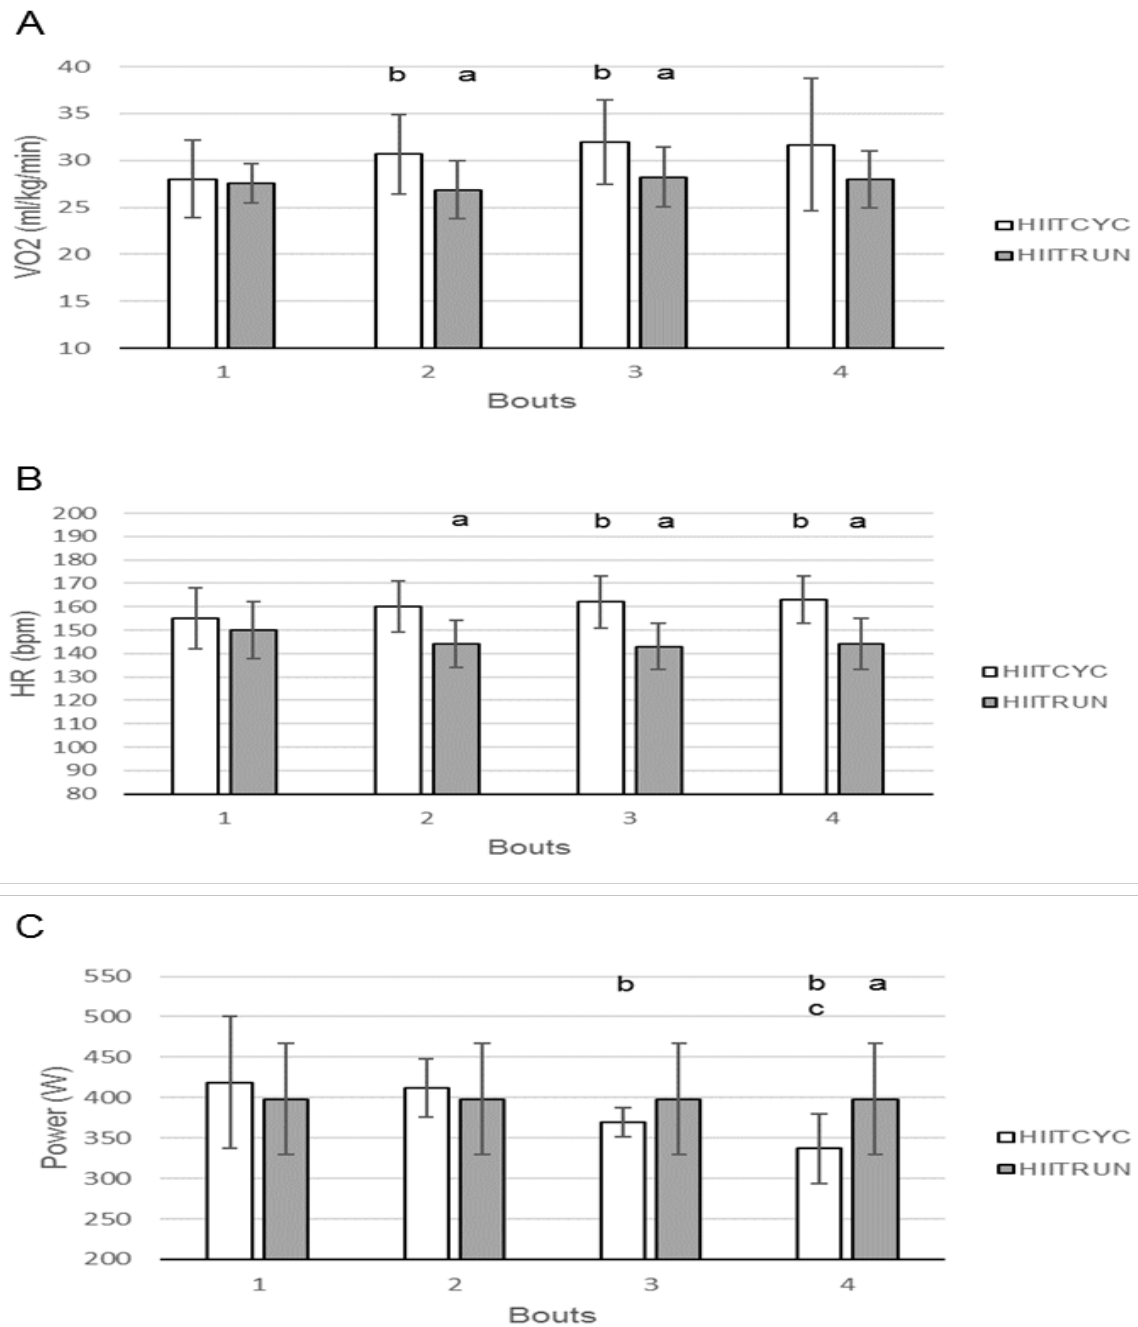 A
40
b a b a
35
30
25
20
15
10
VO2 (ml/kg/min)
HIITCYC
HIITRUN
1 2 3 4
Bouts
B
200
a b a b a
190
180
170
160
150
140
130
120
110
100
90
80
HR (bpm)
HIITCYC
HIITRUN
1 2 3 4
Bouts
C
550
b b a
c
500
450
400
350
300
250
200
Power (W)
HIITCYC
HIITRUN
1 2 3 4
Bouts